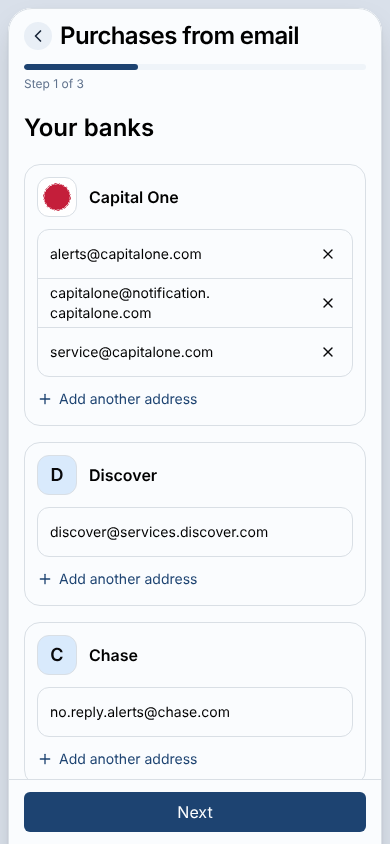 Purchases from email
Step 1 of 3
Your banks
Capital One
alerts@capitalone.com
capitalone@notification.
capitalone.com
service@capitalone.com
+ Add another address
D
Discover
discover@services.discover.com
+ Add another address
C
Chase
no.reply.alerts@chase.com
+ Add another address
Next